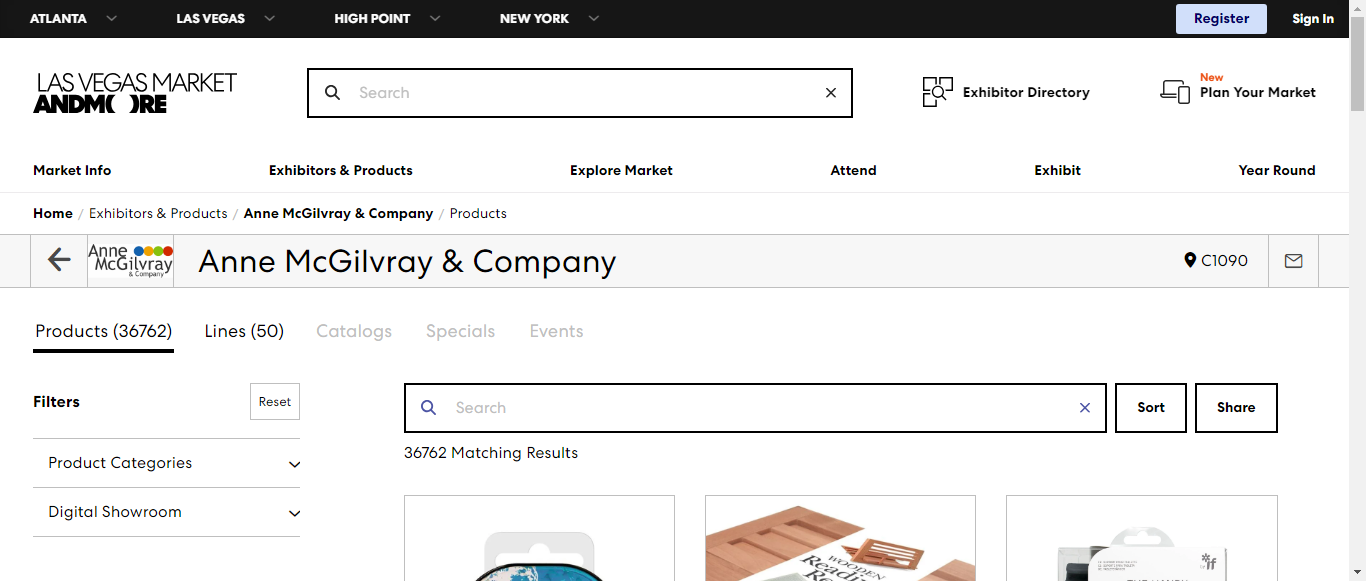 ATLANTA
LAS VEGAS
HIGH POINT
NEW YORK
Register
Sign In
LAS VEGAS MARKET
ANDMORE
Search
Exhibitor Directory
New
Plan Your Market
Market Info
Exhibitors & Products
Explore Market
Attend
Exhibit
Year Round
Home / Exhibitors & Products / Anne McGilvray & Company / Products
Anne
McGilvray
& Company
Anne McGilvray & Company
C1090
Products (36762)
Lines (50)
Catalogs
Specials
Events
Filters
Reset
Search
Sort
Share
36762 Matching Results
Product Categories
Digital Showroom
WOODEN
Reading
if